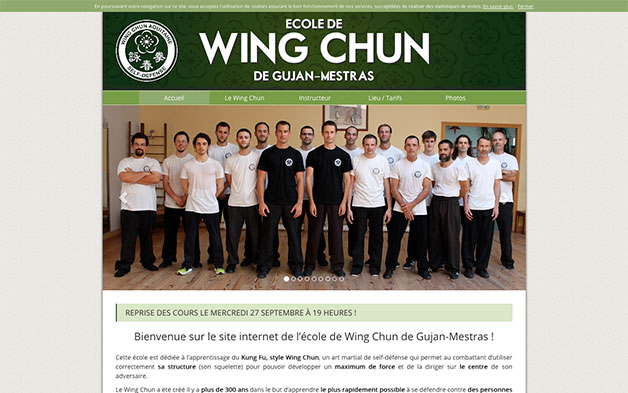 En poursuivant votre navigation sur ce site, vous acceptez l'utilisation de cookies assurant le bon fonctionnement de nos services, susceptibles de réaliser des statistiques de visites. En savoir plus - Fermer
ECOLE DE
WING CHUN
DE GUJAN-MESTRAS
WING CHUN AQUITAINE
詠春拳
SELF-DEFENSE
Accueil Le Wing Chun Instructeur Lieu / Tarifs Photos
REPRISE DES COURS LE MERCREDI 27 SEPTEMBRE À 19 HEURES !
Bienvenue sur le site internet de l'école de Wing Chun de Gujan-Mestras !
Cette école est dédiée à l'apprentissage du Kung Fu, style Wing Chun, un art martial de self-défense qui permet au combattant d'utiliser
correctement sa structure (son squelette) pour pouvoir développer un maximum de force et de la diriger sur le centre de son
adversaire.
Le Wing Chun a été créé il y a plus de 300 ans dans le but d'apprendre le plus rapidement possible à se défendre contre des personnes